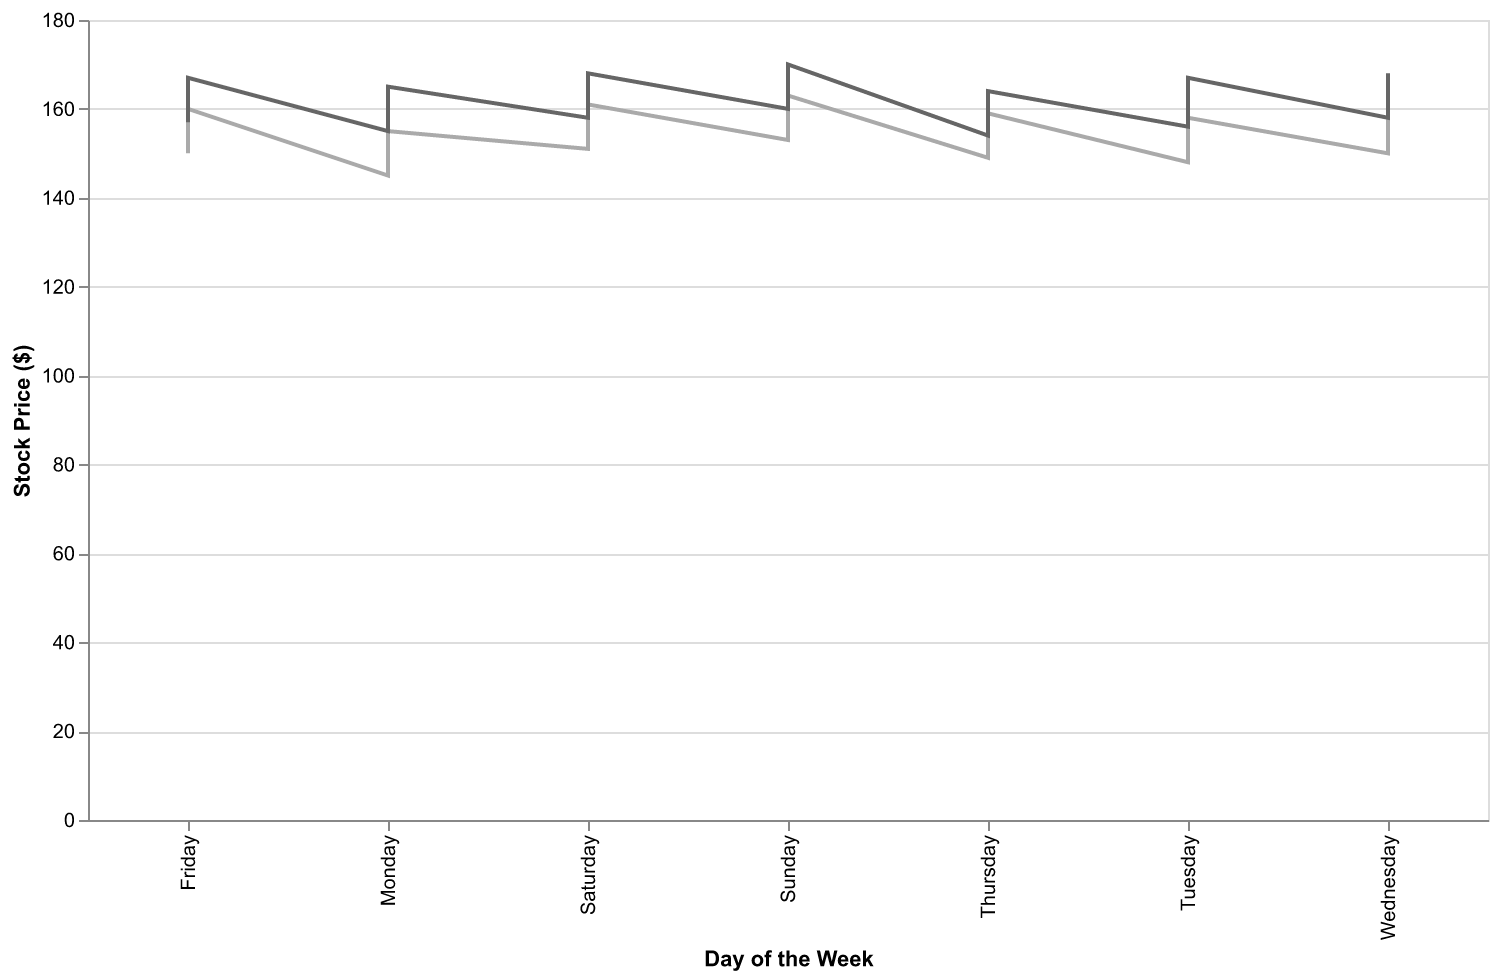 180
160
140
120
100
80
60
40
20
0
Stock Price ($)
Friday
Monday
Saturday
Sunday
Thursday
Tuesday
Wednesday
Day of the Week